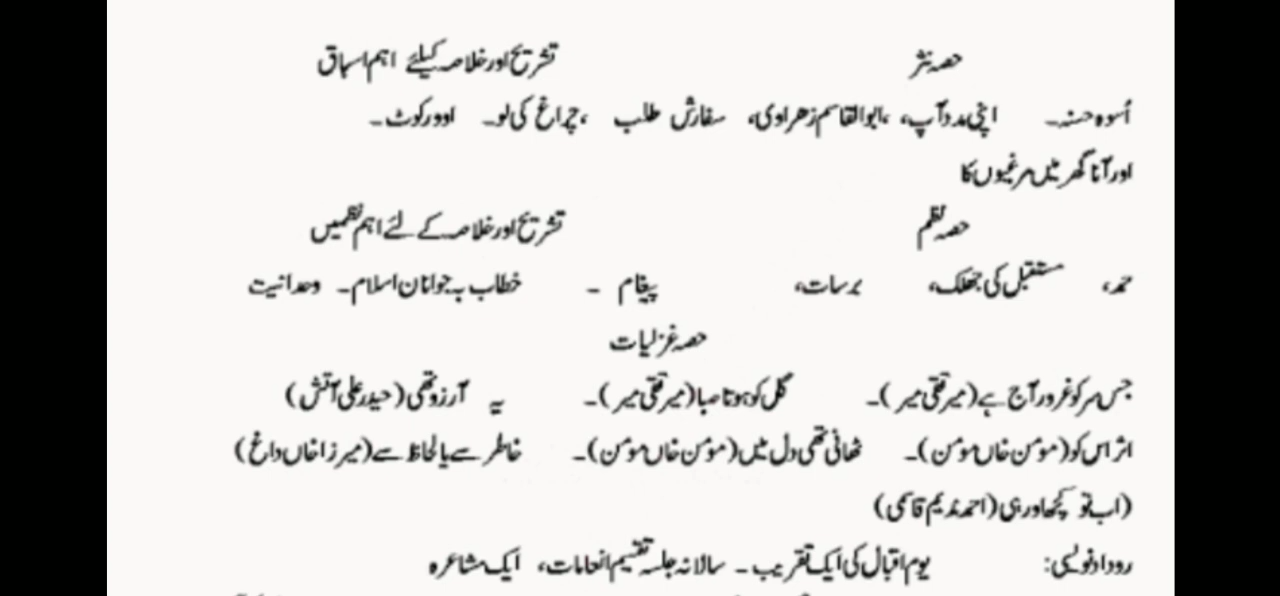 حصہ نثر تشریح اور خلاصہ کیلئے اہم اسباق
اُسوہ حسنہ۔ اپنی مدد آپ، ،ابوالقاسم زھراوی، سفارش طلب ،چراغ کی لو۔ اوورکوٹ۔
اور آنا گھر میں مرغیوں کا
حصہ نظم تشریح اور خلاصہ کے لئے اہم نظمیں
حمد، مستقبل کی جھلک، برسات، پیغام ۔ خطاب بہ جوانان اسلام۔ وحدانیت
حصہ غزلیات
جس سر کو غرور آج ہے (میر تقی میر )۔ گل کو ہوتا صبا (میر تقی میر )۔ یہ آرزو تھی (حیدر علی آتش )
اثر اس کو (مومن خاں مومن )۔ ٹھانی تھی دل میں (مومن خاں مومن )۔ خاطر سے یا لحاظ سے (میرزا خاں داغ )
(اب تو کچھ اور ہی (احمد ندیم قاسمی )
روداد نویسی: یوم اقبال کی ایک تقریب ۔ سالانہ جلسہ تقسیم انعامات، ایک مشاعرہ